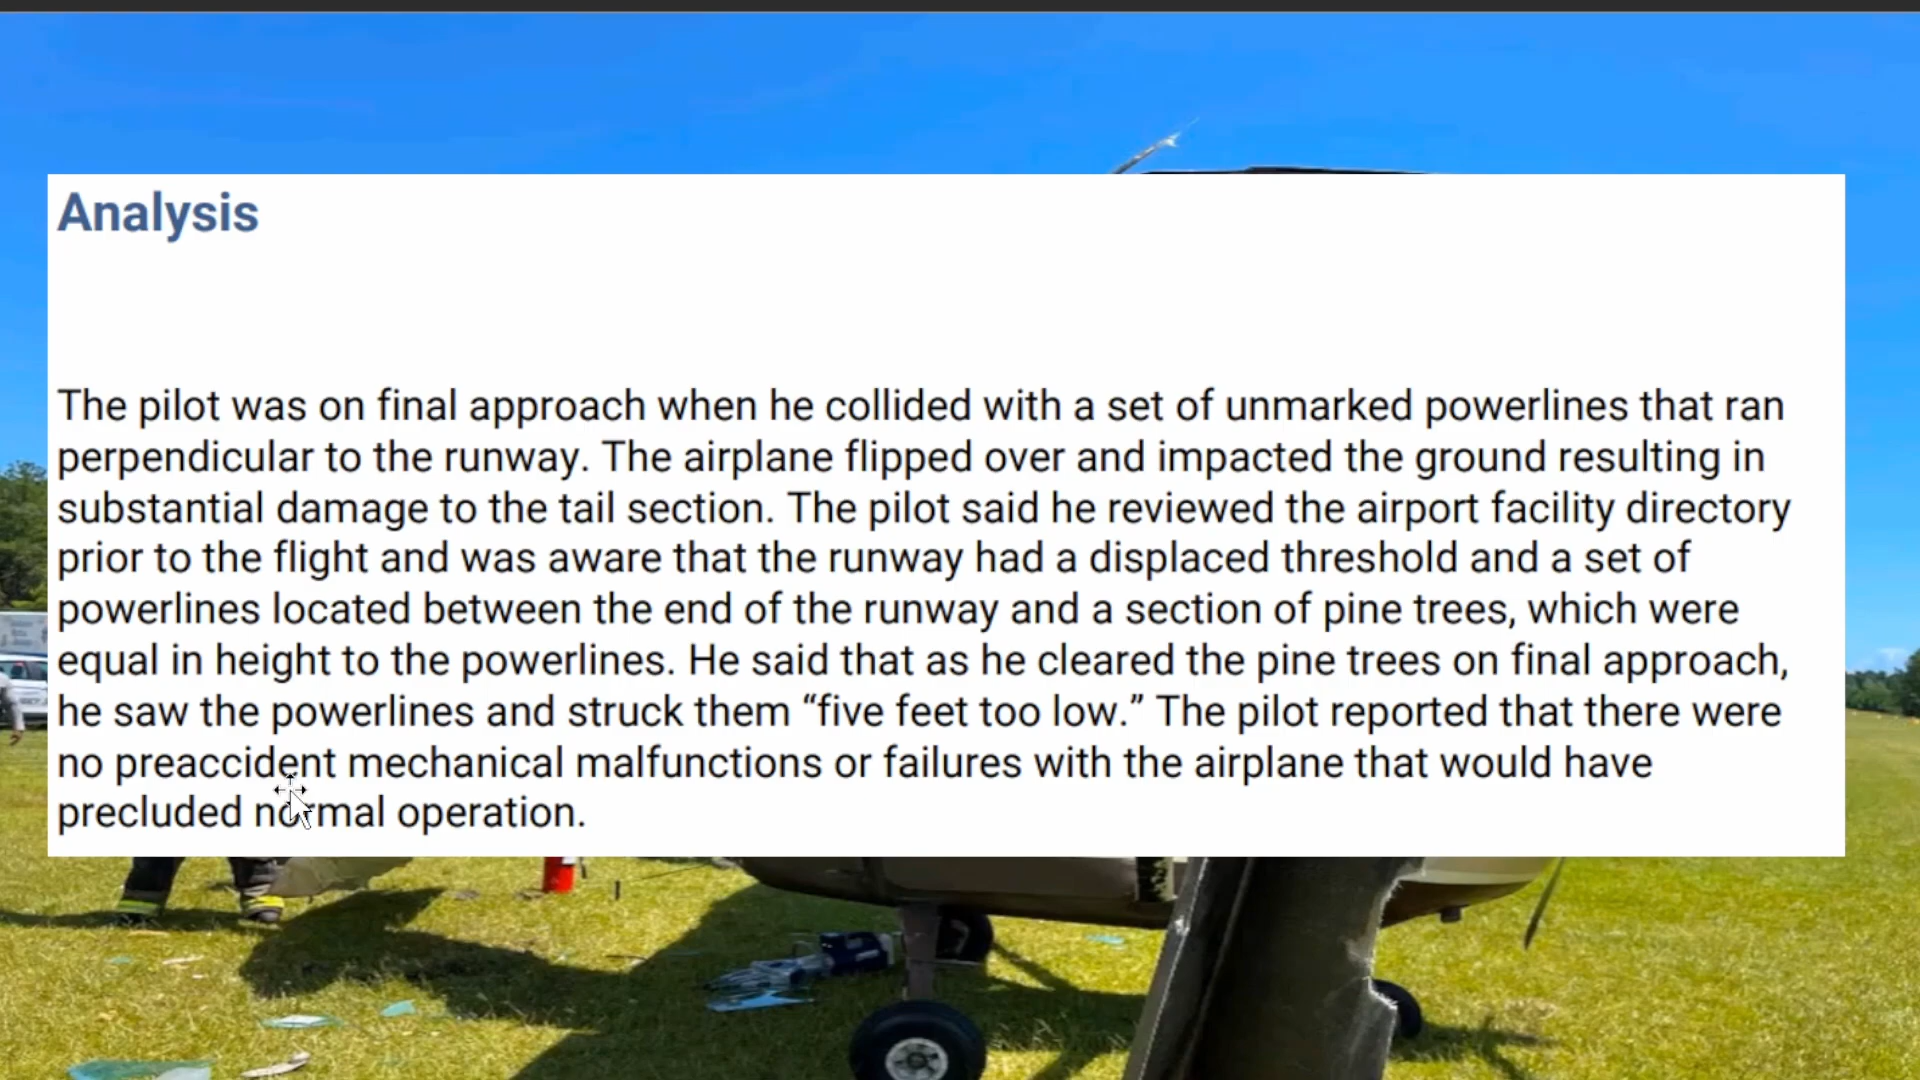 Analysis
The pilot was on final approach when he collided with a set of unmarked powerlines that ran
perpendicular to the runway. The airplane flipped over and impacted the ground resulting in
substantial damage to the tail section. The pilot said he reviewed the airport facility directory
prior to the flight and was aware that the runway had a displaced threshold and a set of
powerlines located between the end of the runway and a section of pine trees, which were
equal in height to the powerlines. He said that as he cleared the pine trees on final approach,
he saw the powerlines and struck them “five feet too low.” The pilot reported that there were
no preaccident mechanical malfunctions or failures with the airplane that would have
precluded normal operation.